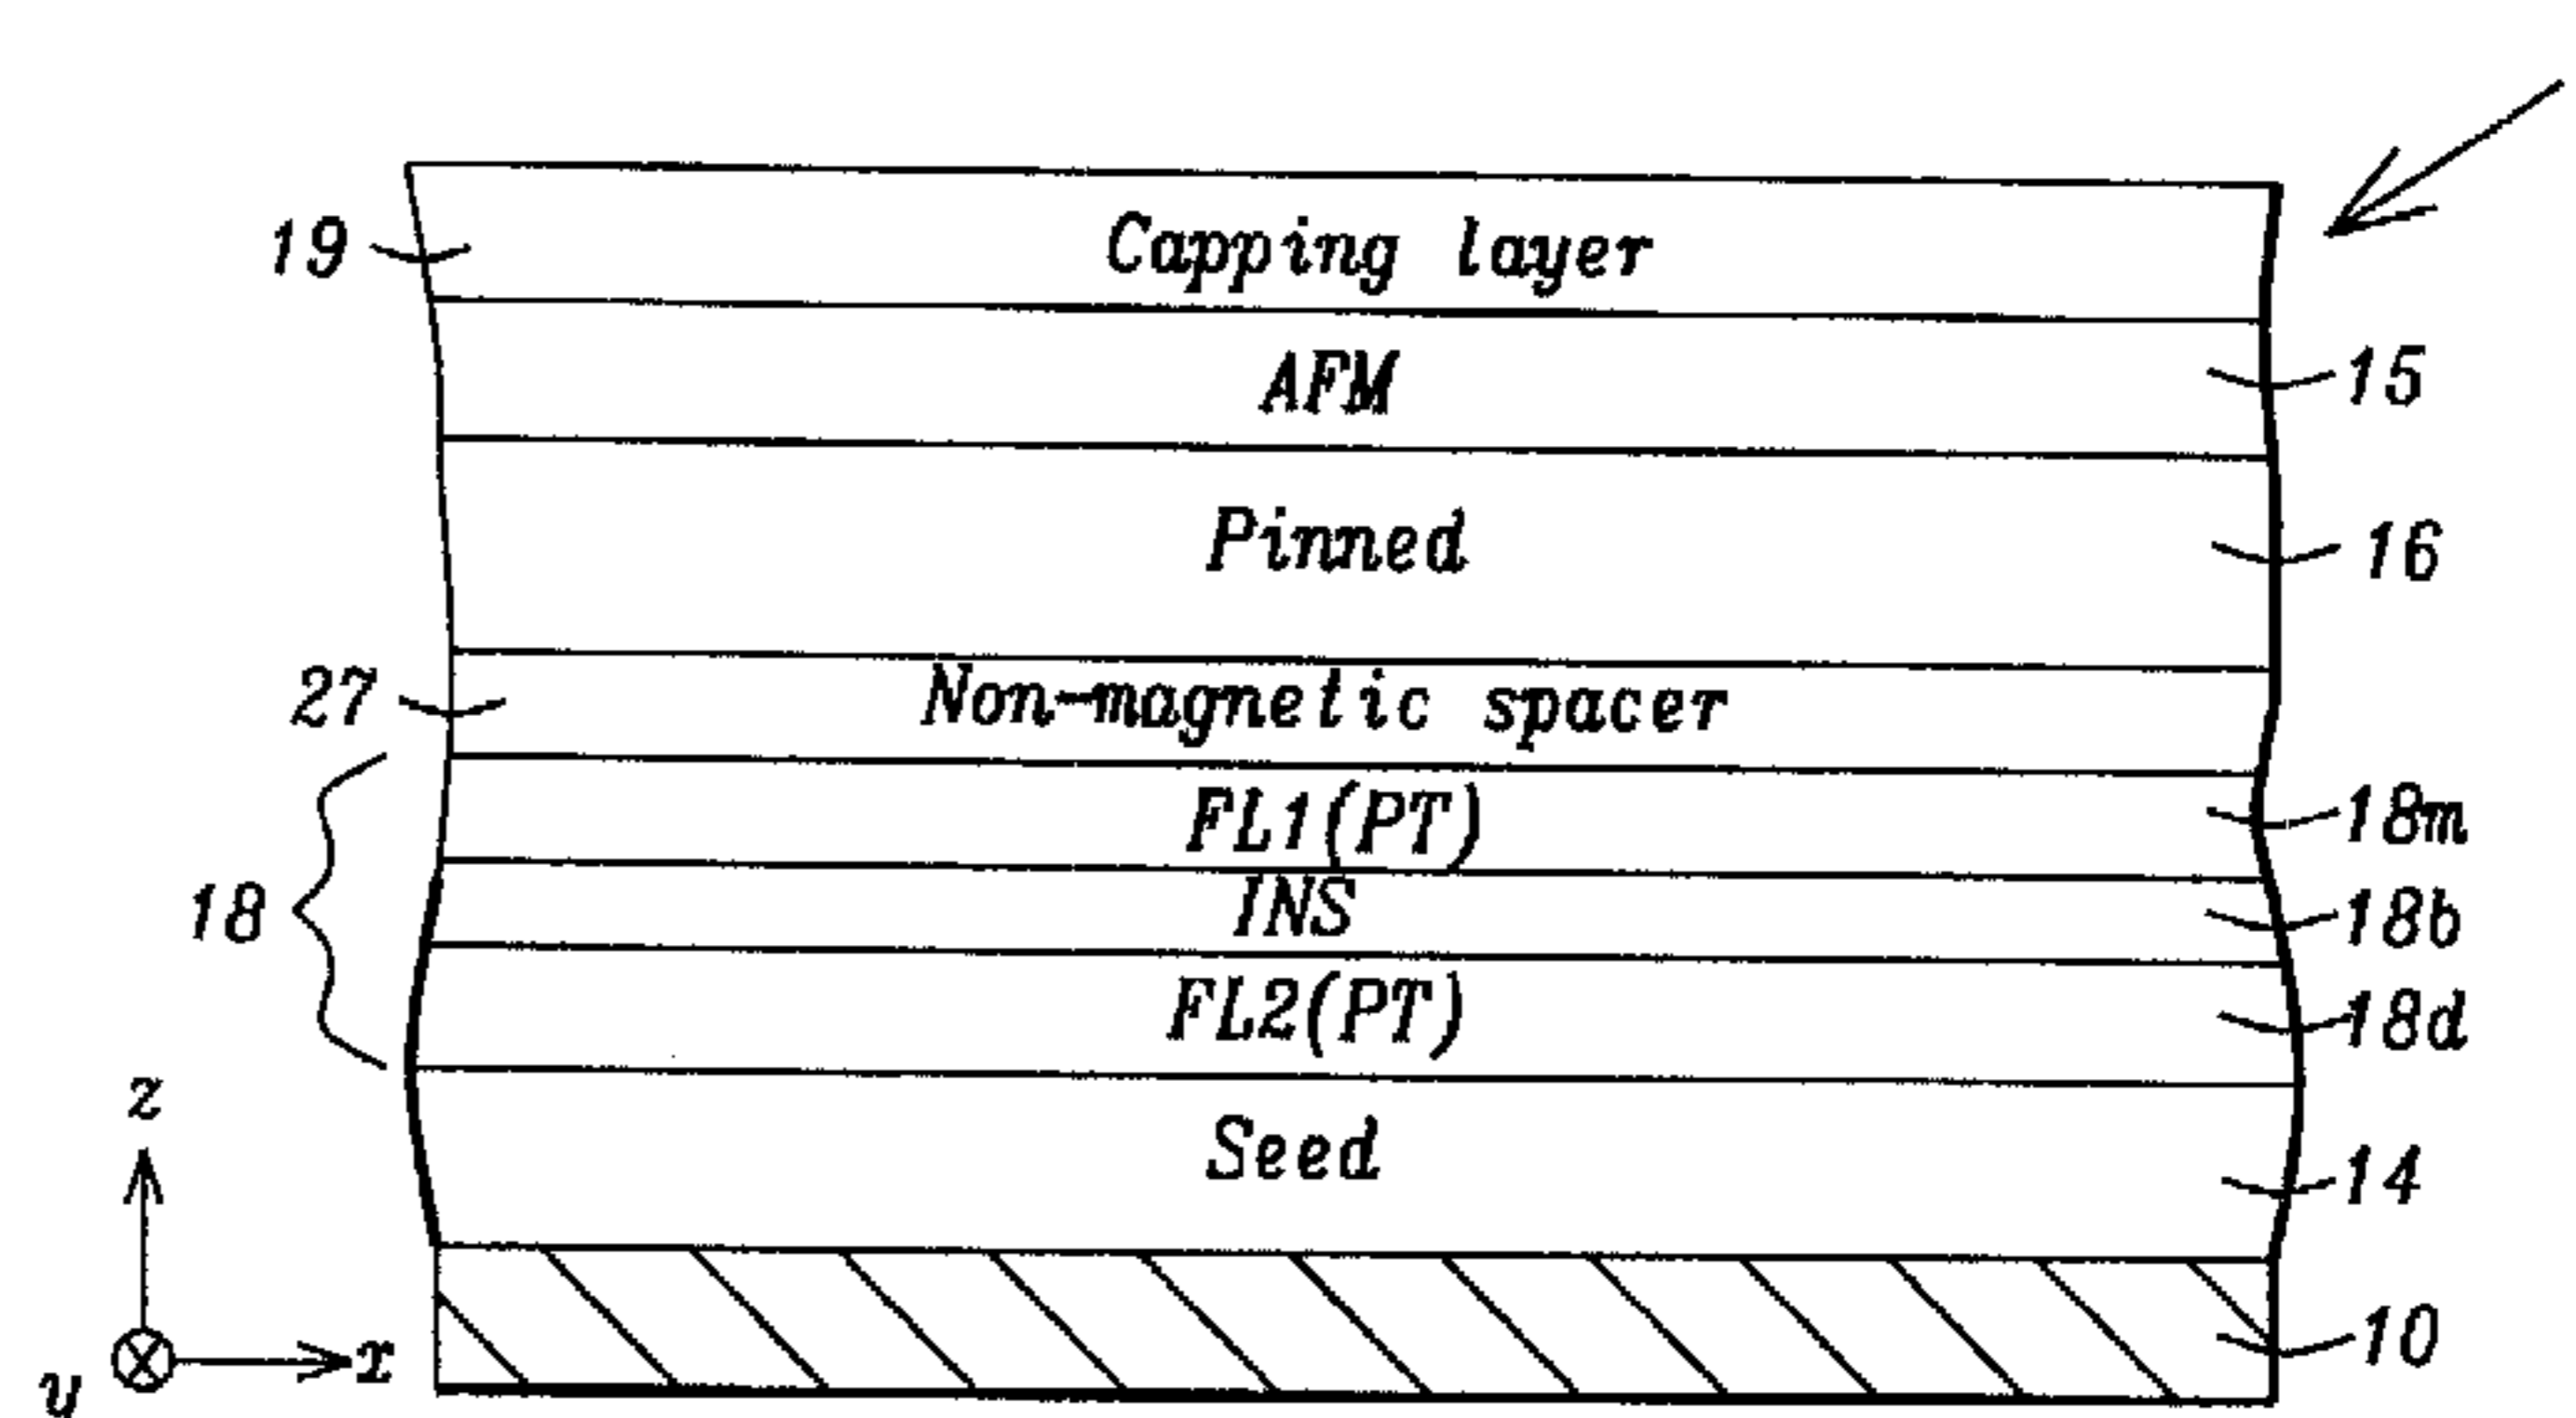 19 Capping layer
AFM 15
Pinned 16
27 Non-magnetic spacer
FL1(PT) 18m
18 INS 18b
FL2(PT) 18d
z
Seed 14
10
y x